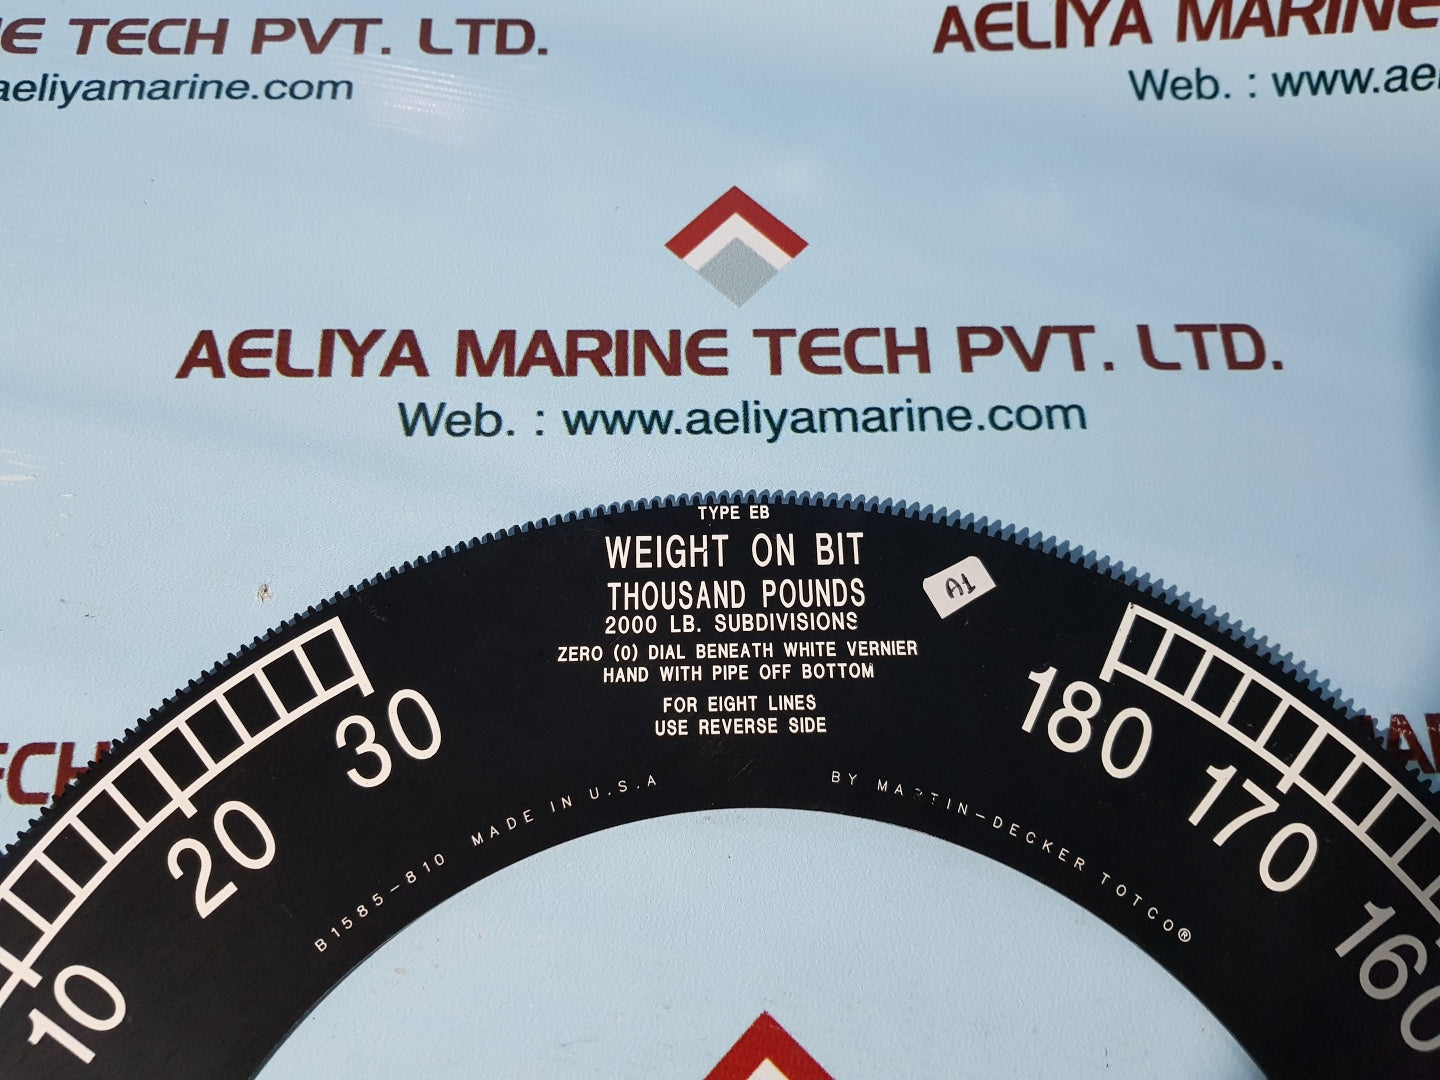 E TECH PVT. LTD.
aeliyamarine.com
AELIYA MARINE
Web. : www.ael
AELIYA MARINE TECH PVT. LTD.
Web. : www.aeliyamarine.com
TYPE EB
WEIGHT ON BIT
THOUSAND POUNDS
2000 LB. SUBDIVISIONS
ZERO (0) DIAL BENEATH WHITE VERNIER
HAND WITH PIPE OFF BOTTOM
FOR EIGHT LINES
USE REVERSE SIDE
A1
10
20
30
180
170
160
B1585-810 MADE IN U.S.A
BY MARTIN-DECKER TOTCO®